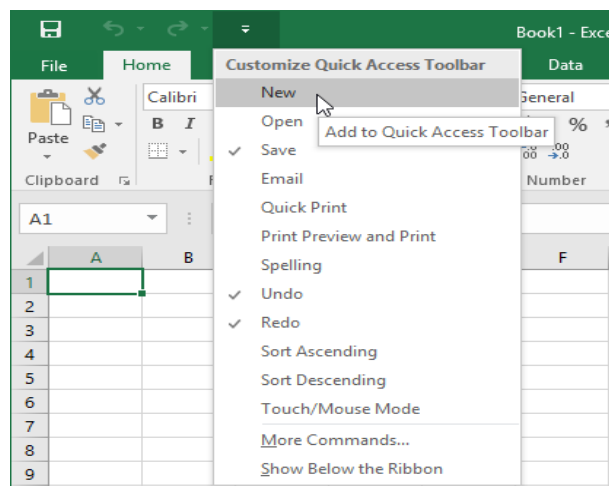 Book1 - Exce
File Home Data
Customize Quick Access Toolbar
New
Open
Add to Quick Access Toolbar
Save
Email
Quick Print
Print Preview and Print
Spelling
Undo
Redo
Sort Ascending
Sort Descending
Touch/Mouse Mode
More Commands...
Show Below the Ribbon
Paste
Calibri
B I
General
%
.00
.0
Clipboard
Number
A1
A B F
1
2
3
4
5
6
7
8
9